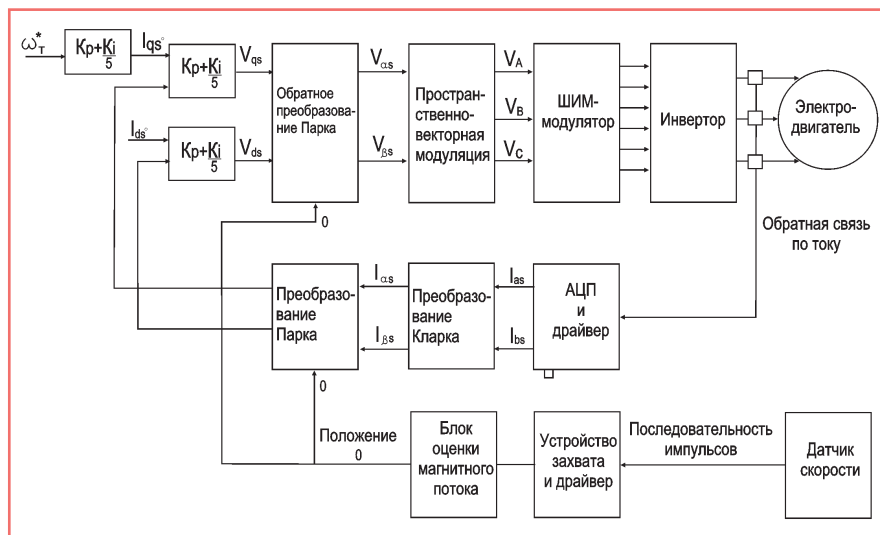 ω*т
Kp+Ki
5
Iqs°
Kp+Ki
5
Vqs
Обратное
преобразова-
ние Парка
Vαs
Простран-
ственно-
векторная
модуляция
VA
VB
VC
ШИМ-
модулятор
Инвертор
Электро-
двигатель
Ids°
Kp+Ki
5
Vds
Vβs
0
Обратная связь
по току
Преобразо-
вание
Парка
Iαs
Iβs
Преобразо-
вание
Кларка
Ias
Ibs
АЦП
и
драйвер
0
Положение
0
Блок
оценки
магнитного
потока
Устройство
захвата
и драйвер
Последовательность
импульсов
Датчик
скорости